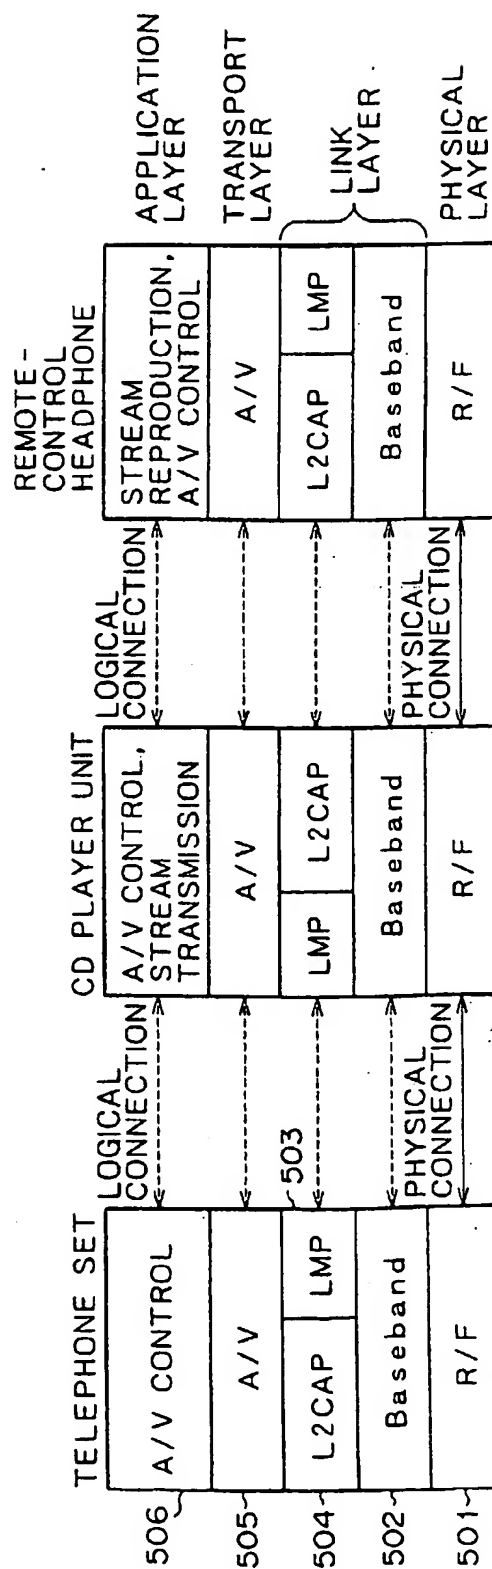 TELEPHONE SET
A/V CONTROL
A/V
L2CAP
LMP
Baseband
R/F
506
505
504
502
501
503
LOGICAL
CONNECTION
PHYSICAL
CONNECTION
CD PLAYER UNIT
A/V CONTROL,
STREAM
TRANSMISSION
A/V
LMP
L2CAP
Baseband
R/F
LOGICAL
CONNECTION
PHYSICAL
CONNECTION
REMOTE-
CONTROL
HEADPHONE
STREAM
REPRODUCTION,
A/V CONTROL
A/V
L2CAP
LMP
Baseband
R/F
APPLICATION
LAYER
TRANSPORT
LAYER
LINK
LAYER
PHYSICAL
LAYER